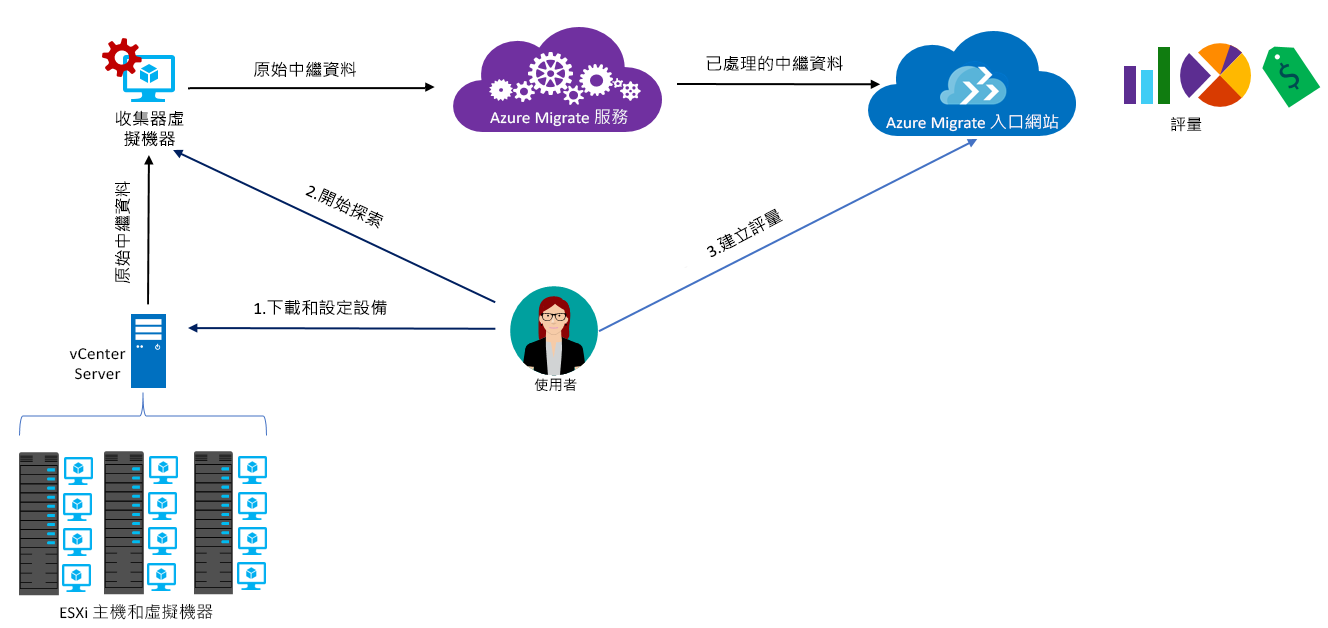 原始中繼資料
已處理的中繼資料
Azure Migrate 服務
Azure Migrate 入口網站
收集器虛
擬機器
評量
原始中繼資料
2.開始探索
3.建立評量
1.下載和設定設備
vCenter
Server
使用者
ESXi 主機和虛擬機器